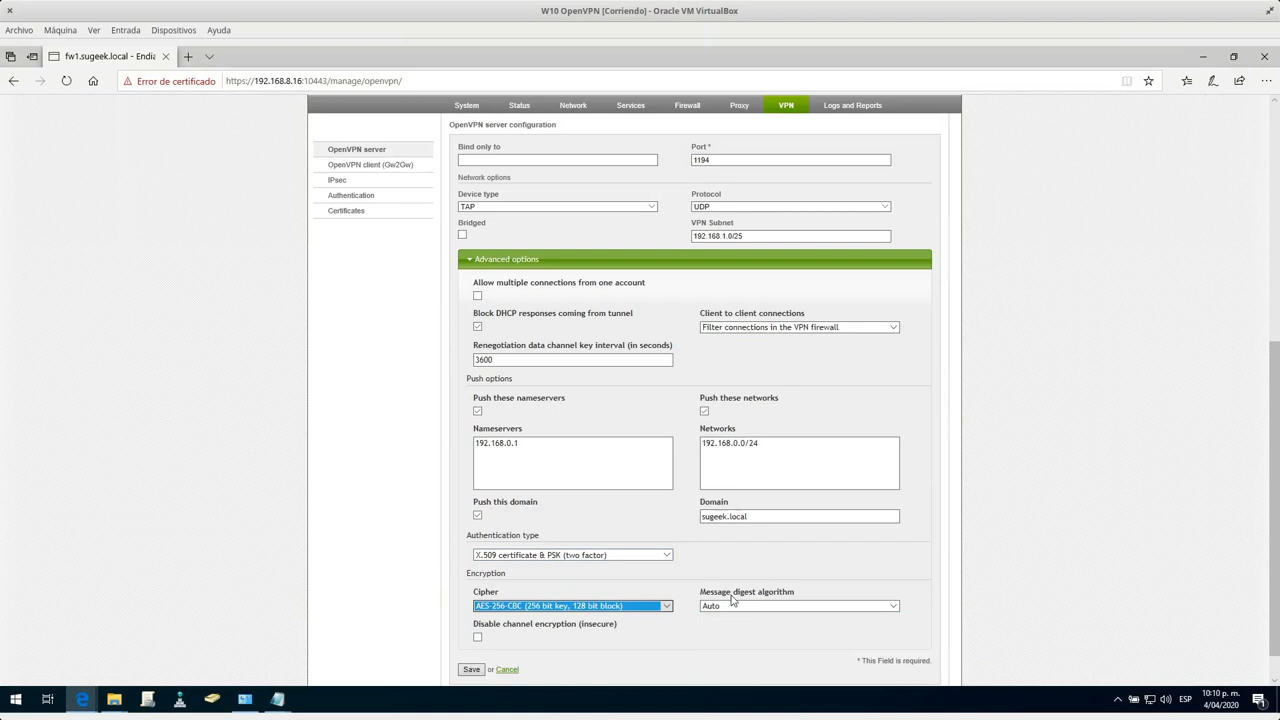 W10 OpenVPN [Corriendo] - Oracle VM VirtualBox
Archivo Máquina Ver Entrada Dispositivos Ayuda
fw1.sugeek.local - Endia
Error de certificado https://192.168.8.16:10443/manage/openvpn/
System Status Network Services Firewall Proxy VPN Logs and Reports
OpenVPN server
OpenVPN client (Gw2Gw)
IPsec
Authentication
Certificates
OpenVPN server configuration
Bind only to Port *
1194
Network options
Device type Protocol
TAP UDP
Bridged VPN Subnet
192.168.1.0/25
Advanced options
Allow multiple connections from one account
Block DHCP responses coming from tunnel Client to client connections
Filter connections in the VPN firewall
Renegotiation data channel key interval (in seconds)
3600
Push options
Push these nameservers Push these networks
Nameservers Networks
192.168.0.1 192.168.0.0/24
Push this domain Domain
sugeek.local
Authentication type
X.509 certificate & PSK (two factor)
Encryption
Cipher Message digest algorithm
AES-256-CBC (256 bit key, 128 bit block) Auto
Disable channel encryption (insecure)
* This Field is required.
Save or Cancel
ESP
10:10 p. m.
4/04/2020
1